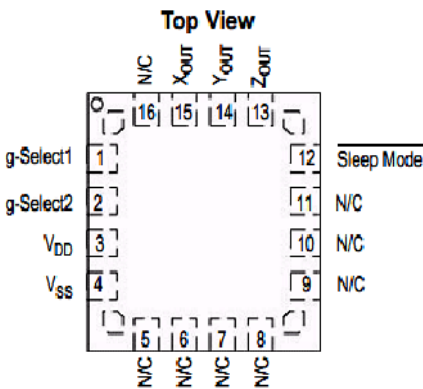 Top View
N/C XOUT YOUT ZOUT
16 15 14 13
g-Select1 1 12 Sleep Mode
g-Select2 2 11 N/C
VDD 3 10 N/C
VSS 4 9 N/C
5 6 7 8
N/C N/C N/C N/C